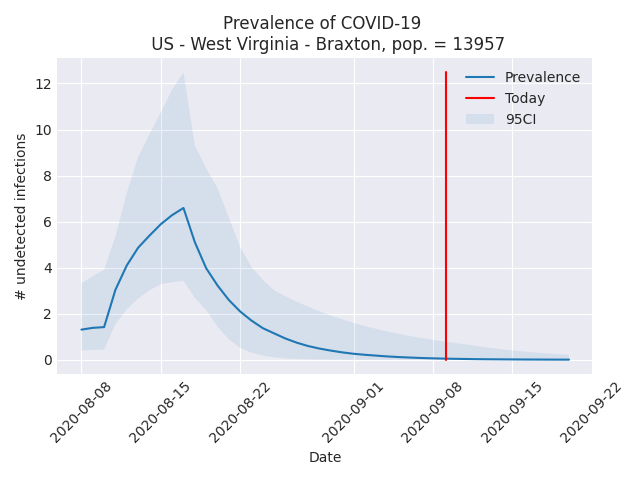 Prevalence of COVID-19
US - West Virginia - Braxton, pop. = 13957
Prevalence
Today
95CI
# undetected infections
12
10
8
6
4
2
0
2020-08-08
2020-08-15
2020-08-22
2020-09-01
2020-09-08
2020-09-15
2020-09-22
Date